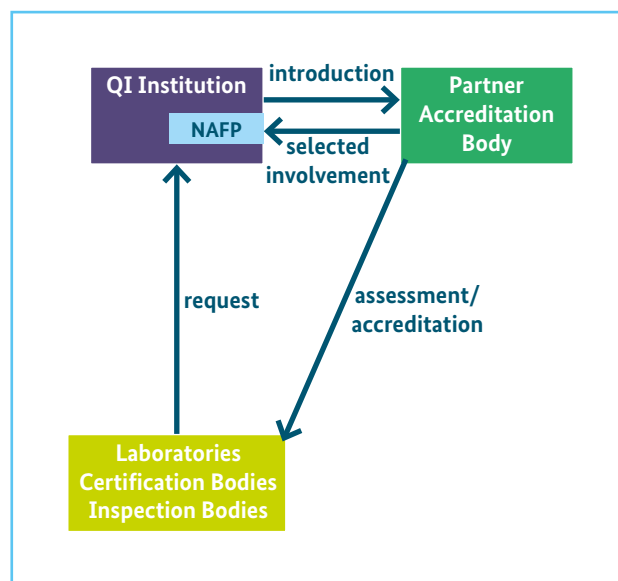 QI Institution
NAFP
introduction
selected
involvement
Partner
Accreditation
Body
request
assessment/
accreditation
Laboratories
Certification Bodies
Inspection Bodies